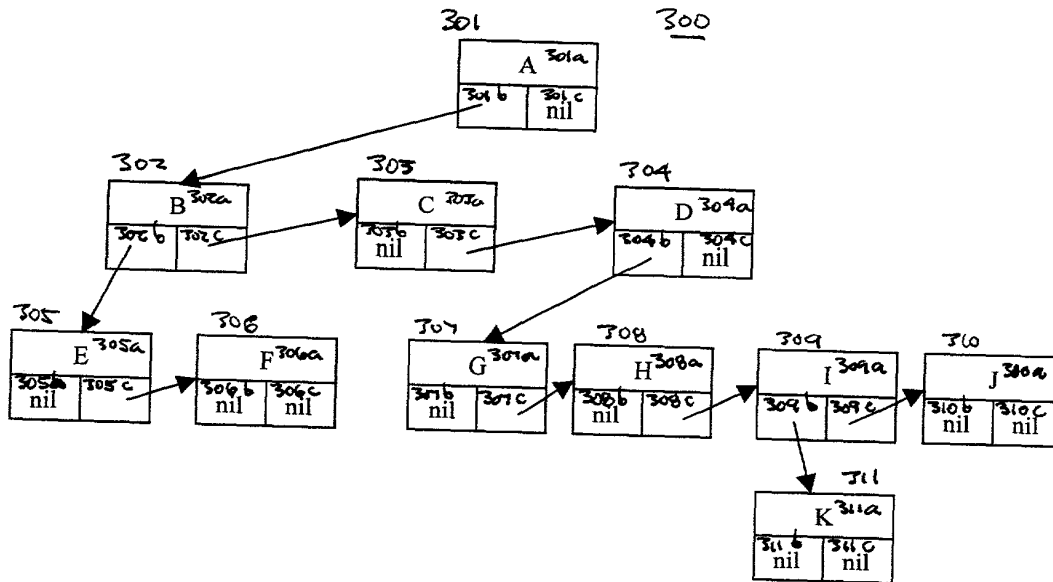 301 300
A 301a
301b 301c
nil
302 303 304
B 302a C 303a D 304a
302b 302c 303b 303c 304b 304c
nil nil
305 306 307 308 309 310
E 305a F 306a G 307a H 308a I 309a J 310a
305b 305c 306b 306c 307b 307c 308b 308c 309b 309c 310b 310c
nil nil nil nil nil nil nil
311
K 311a
311b 311c
nil nil